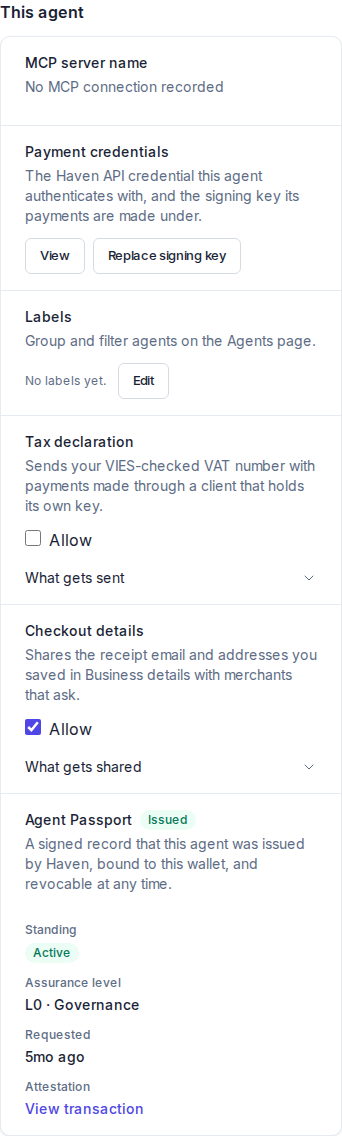 This agent
MCP server name
No MCP connection recorded
Payment credentials
The Haven API credential this agent
authenticates with, and the signing key its
payments are made under.
View
Replace signing key
Labels
Group and filter agents on the Agents page.
No labels yet.
Edit
Tax declaration
Sends your VIES-checked VAT number with
payments made through a client that holds
its own key.
Allow
What gets sent
Checkout details
Shares the receipt email and addresses you
saved in Business details with merchants
that ask.
Allow
What gets shared
Agent Passport Issued
A signed record that this agent was issued
by Haven, bound to this wallet, and
revocable at any time.
Standing
Active
Assurance level
L0 · Governance
Requested
5mo ago
Attestation
View transaction